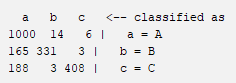 a b c <-- classified as
1000 14 6 | a = A
165 331 3 | b = B
188 3 408 | c = C